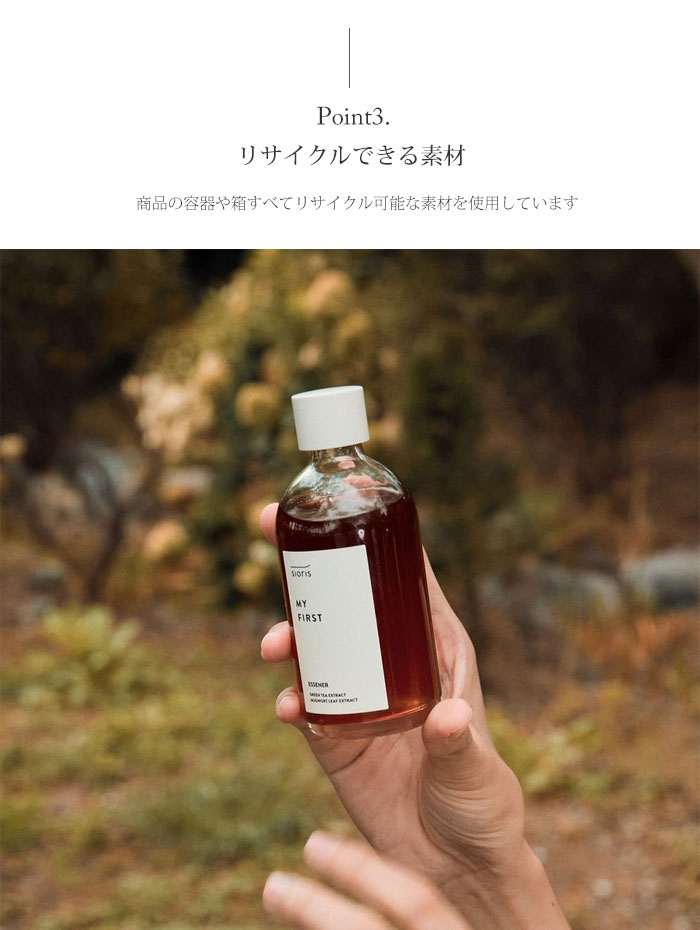 Point3.
リサイクルできる素材
商品の容器や箱すべてリサイクル可能な素材を使用しています
sioris
MY
FIRST
ESSENER
GREEN TEA EXTRACT
MUGWORT LEAF EXTRACT